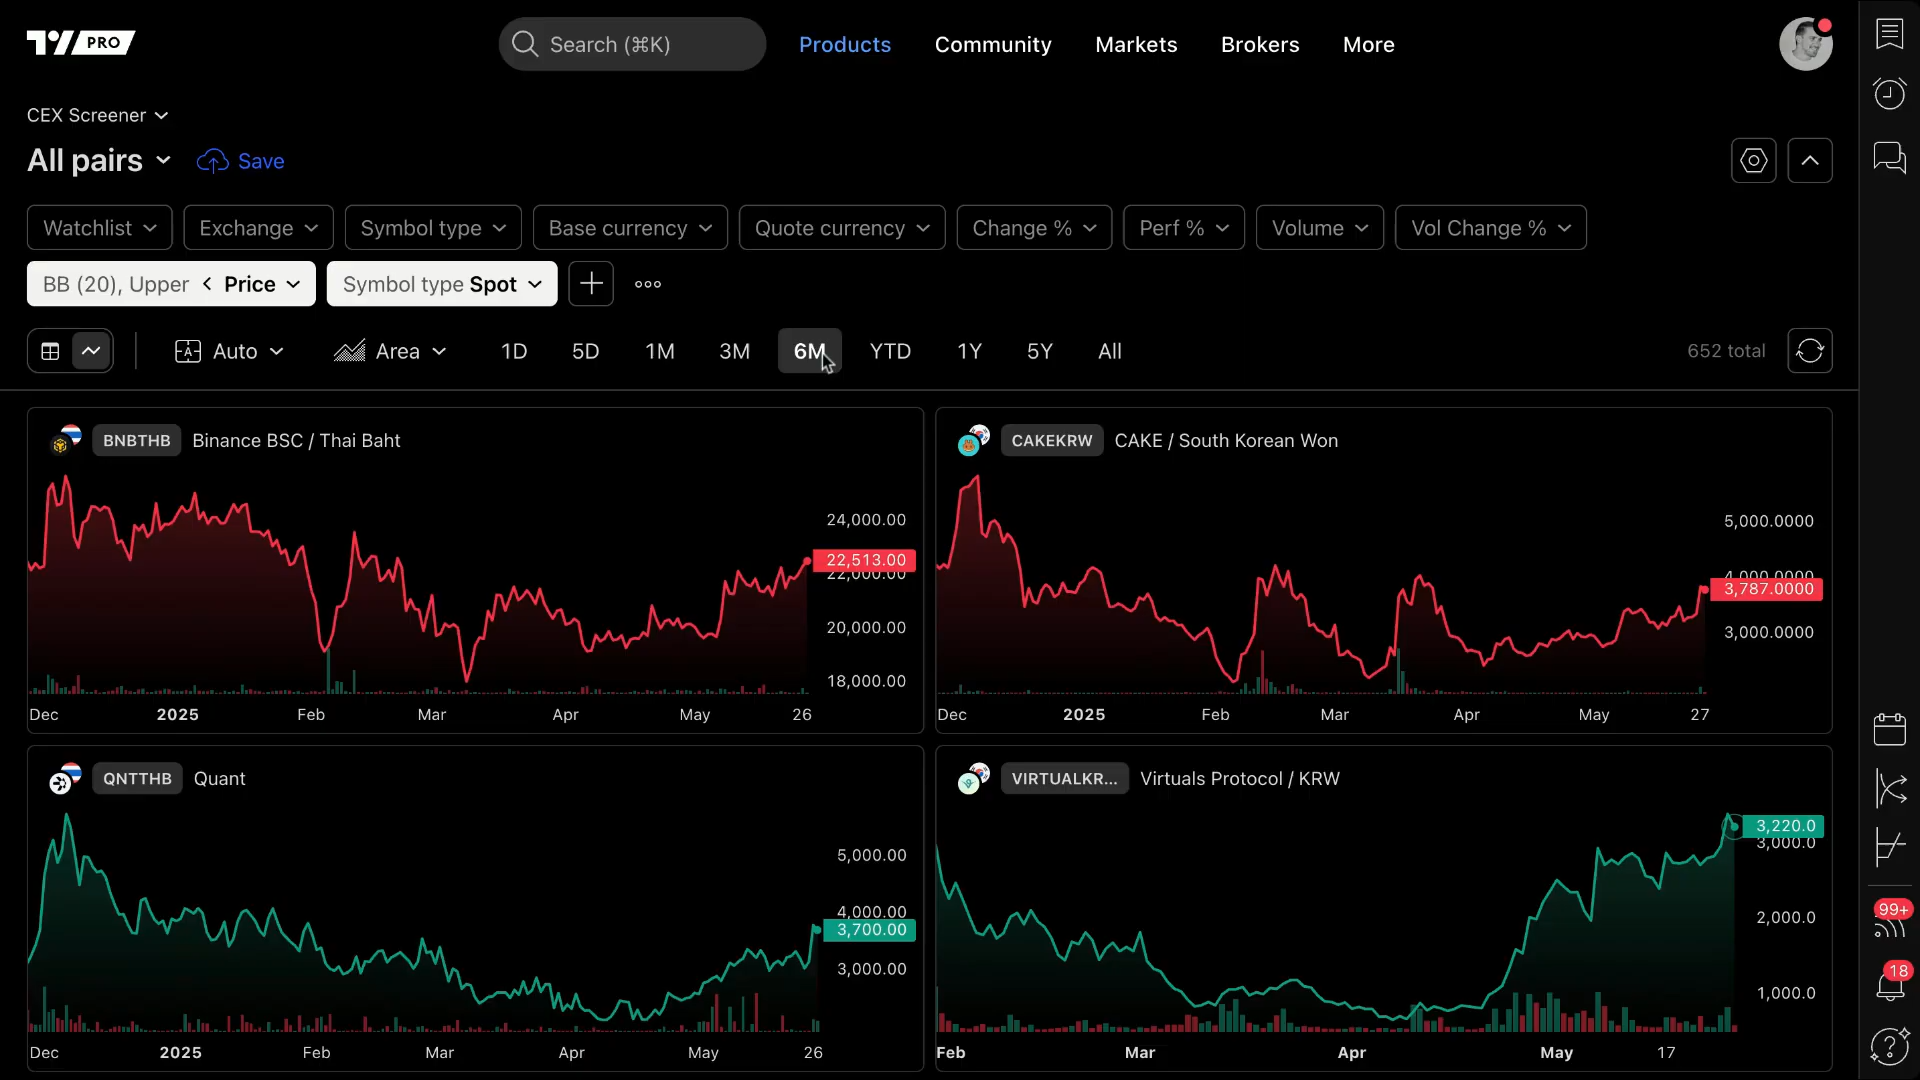 PRO
Search (⌘K)
Products
Community
Markets
Brokers
More
CEX Screener
All pairs
Save
Watchlist
Exchange
Symbol type
Base currency
Quote currency
Change %
Perf %
Volume
Vol Change %
BB (20), Upper < Price
Symbol type Spot
Auto
Area
1D
5D
1M
3M
6M
YTD
1Y
5Y
All
652 total
BNBTHB Binance BSC / Thai Baht
24,000.00
22,513.00
22,000.00
20,000.00
18,000.00
Dec 2025 Feb Mar Apr May 26
CAKEKRW CAKE / South Korean Won
5,000.0000
4,000.0000
3,787.0000
3,000.0000
Dec 2025 Feb Mar Apr May 27
QNTTHB Quant
5,000.00
4,000.00
3,700.00
3,000.00
Dec 2025 Feb Mar Apr May 26
VIRTUALKR... Virtuals Protocol / KRW
3,220.0
3,000.0
2,000.0
1,000.0
Feb Mar Apr May 17
99+
18